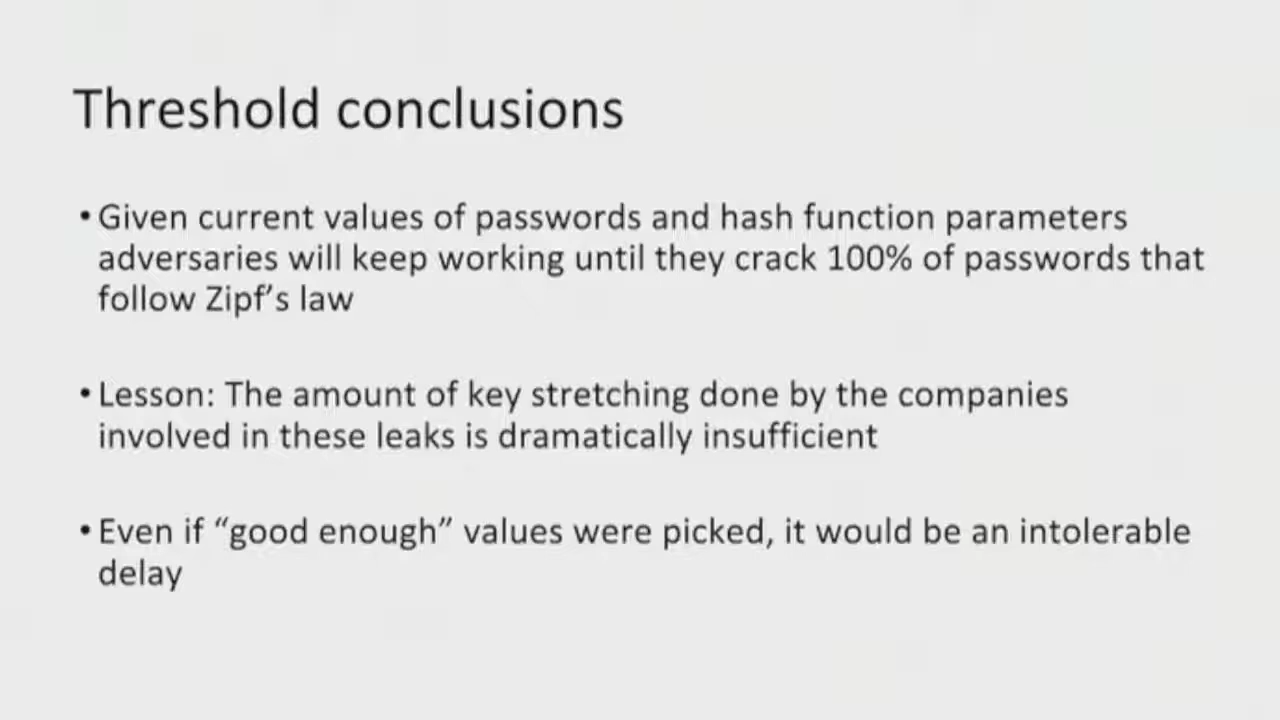 Threshold conclusions
• Given current values of passwords and hash function parameters
adversaries will keep working until they crack 100% of passwords that
follow Zipf’s law
• Lesson: The amount of key stretching done by the companies
involved in these leaks is dramatically insufficient
• Even if “good enough” values were picked, it would be an intolerable
delay